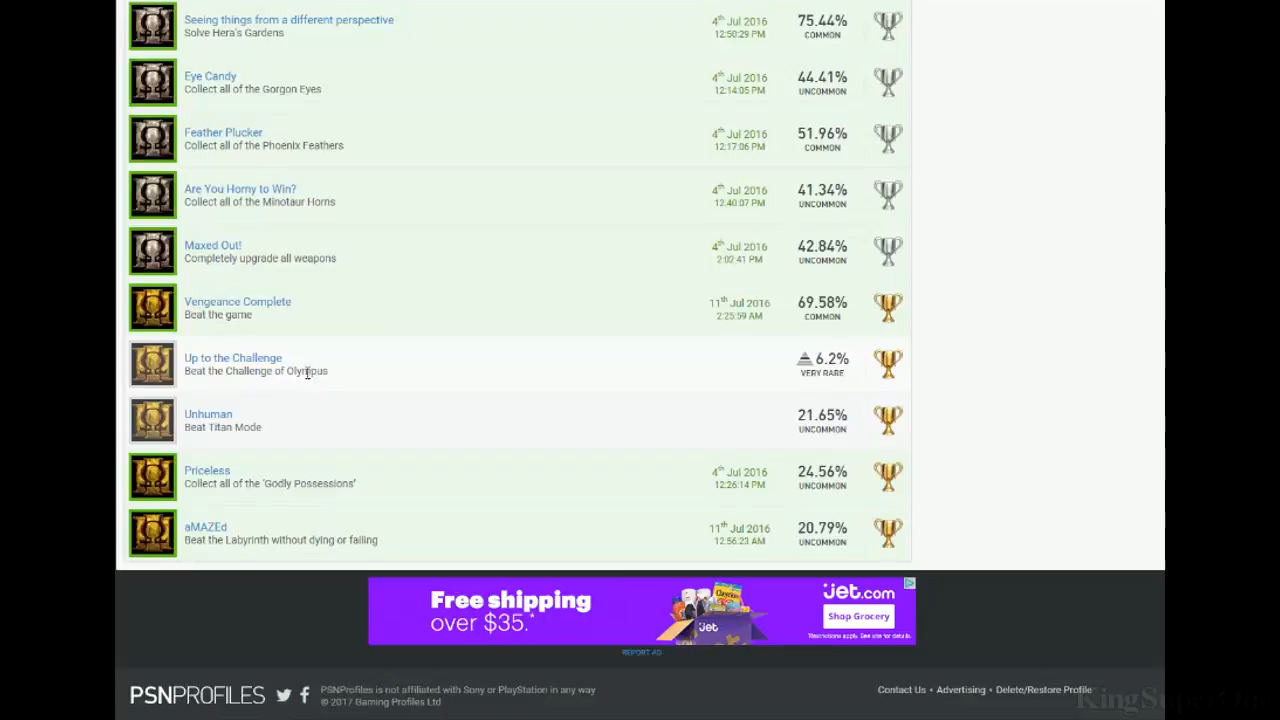 Seeing things from a different perspective
Solve Hera's Gardens
4th Jul 2016
12:50:29 PM
75.44%
COMMON
Eye Candy
Collect all of the Gorgon Eyes
4th Jul 2016
12:14:05 PM
44.41%
UNCOMMON
Feather Plucker
Collect all of the Phoenix Feathers
4th Jul 2016
12:17:06 PM
51.96%
COMMON
Are You Horny to Win?
Collect all of the Minotaur Horns
4th Jul 2016
12:40:07 PM
41.34%
UNCOMMON
Maxed Out!
Completely upgrade all weapons
4th Jul 2016
2:02:41 PM
42.84%
UNCOMMON
Vengeance Complete
Beat the game
11th Jul 2016
2:25:59 AM
69.58%
COMMON
Up to the Challenge
Beat the Challenge of Olympus
6.2%
VERY RARE
Unhuman
Beat Titan Mode
21.65%
UNCOMMON
Priceless
Collect all of the 'Godly Possessions'
4th Jul 2016
12:26:14 PM
24.56%
UNCOMMON
aMAZEd
Beat the Labyrinth without dying or failing
11th Jul 2016
12:56:23 AM
20.79%
UNCOMMON
Free shipping
over $35.*
Jet
Jet.com
Shop Grocery
*Restrictions apply. See site for details.
REPORT AD
PSNPROFILES
PSNProfiles is not affiliated with Sony or PlayStation in any way
© 2017 Gaming Profiles Ltd
Contact Us • Advertising • Delete/Restore Profile